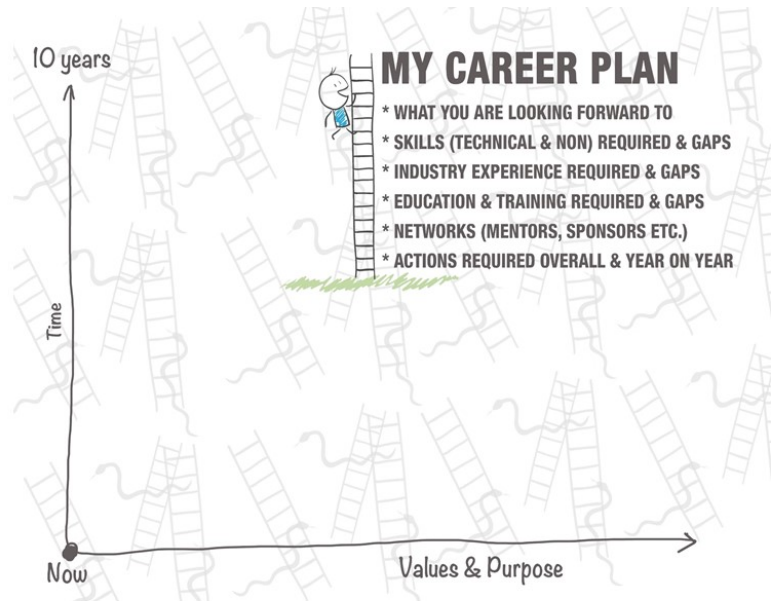 10 years
MY CAREER PLAN
* WHAT YOU ARE LOOKING FORWARD TO
* SKILLS (TECHNICAL & NON) REQUIRED & GAPS
* INDUSTRY EXPERIENCE REQUIRED & GAPS
* EDUCATION & TRAINING REQUIRED & GAPS
* NETWORKS (MENTORS, SPONSORS ETC.)
* ACTIONS REQUIRED OVERALL & YEAR ON YEAR
Time
Now
Values & Purpose